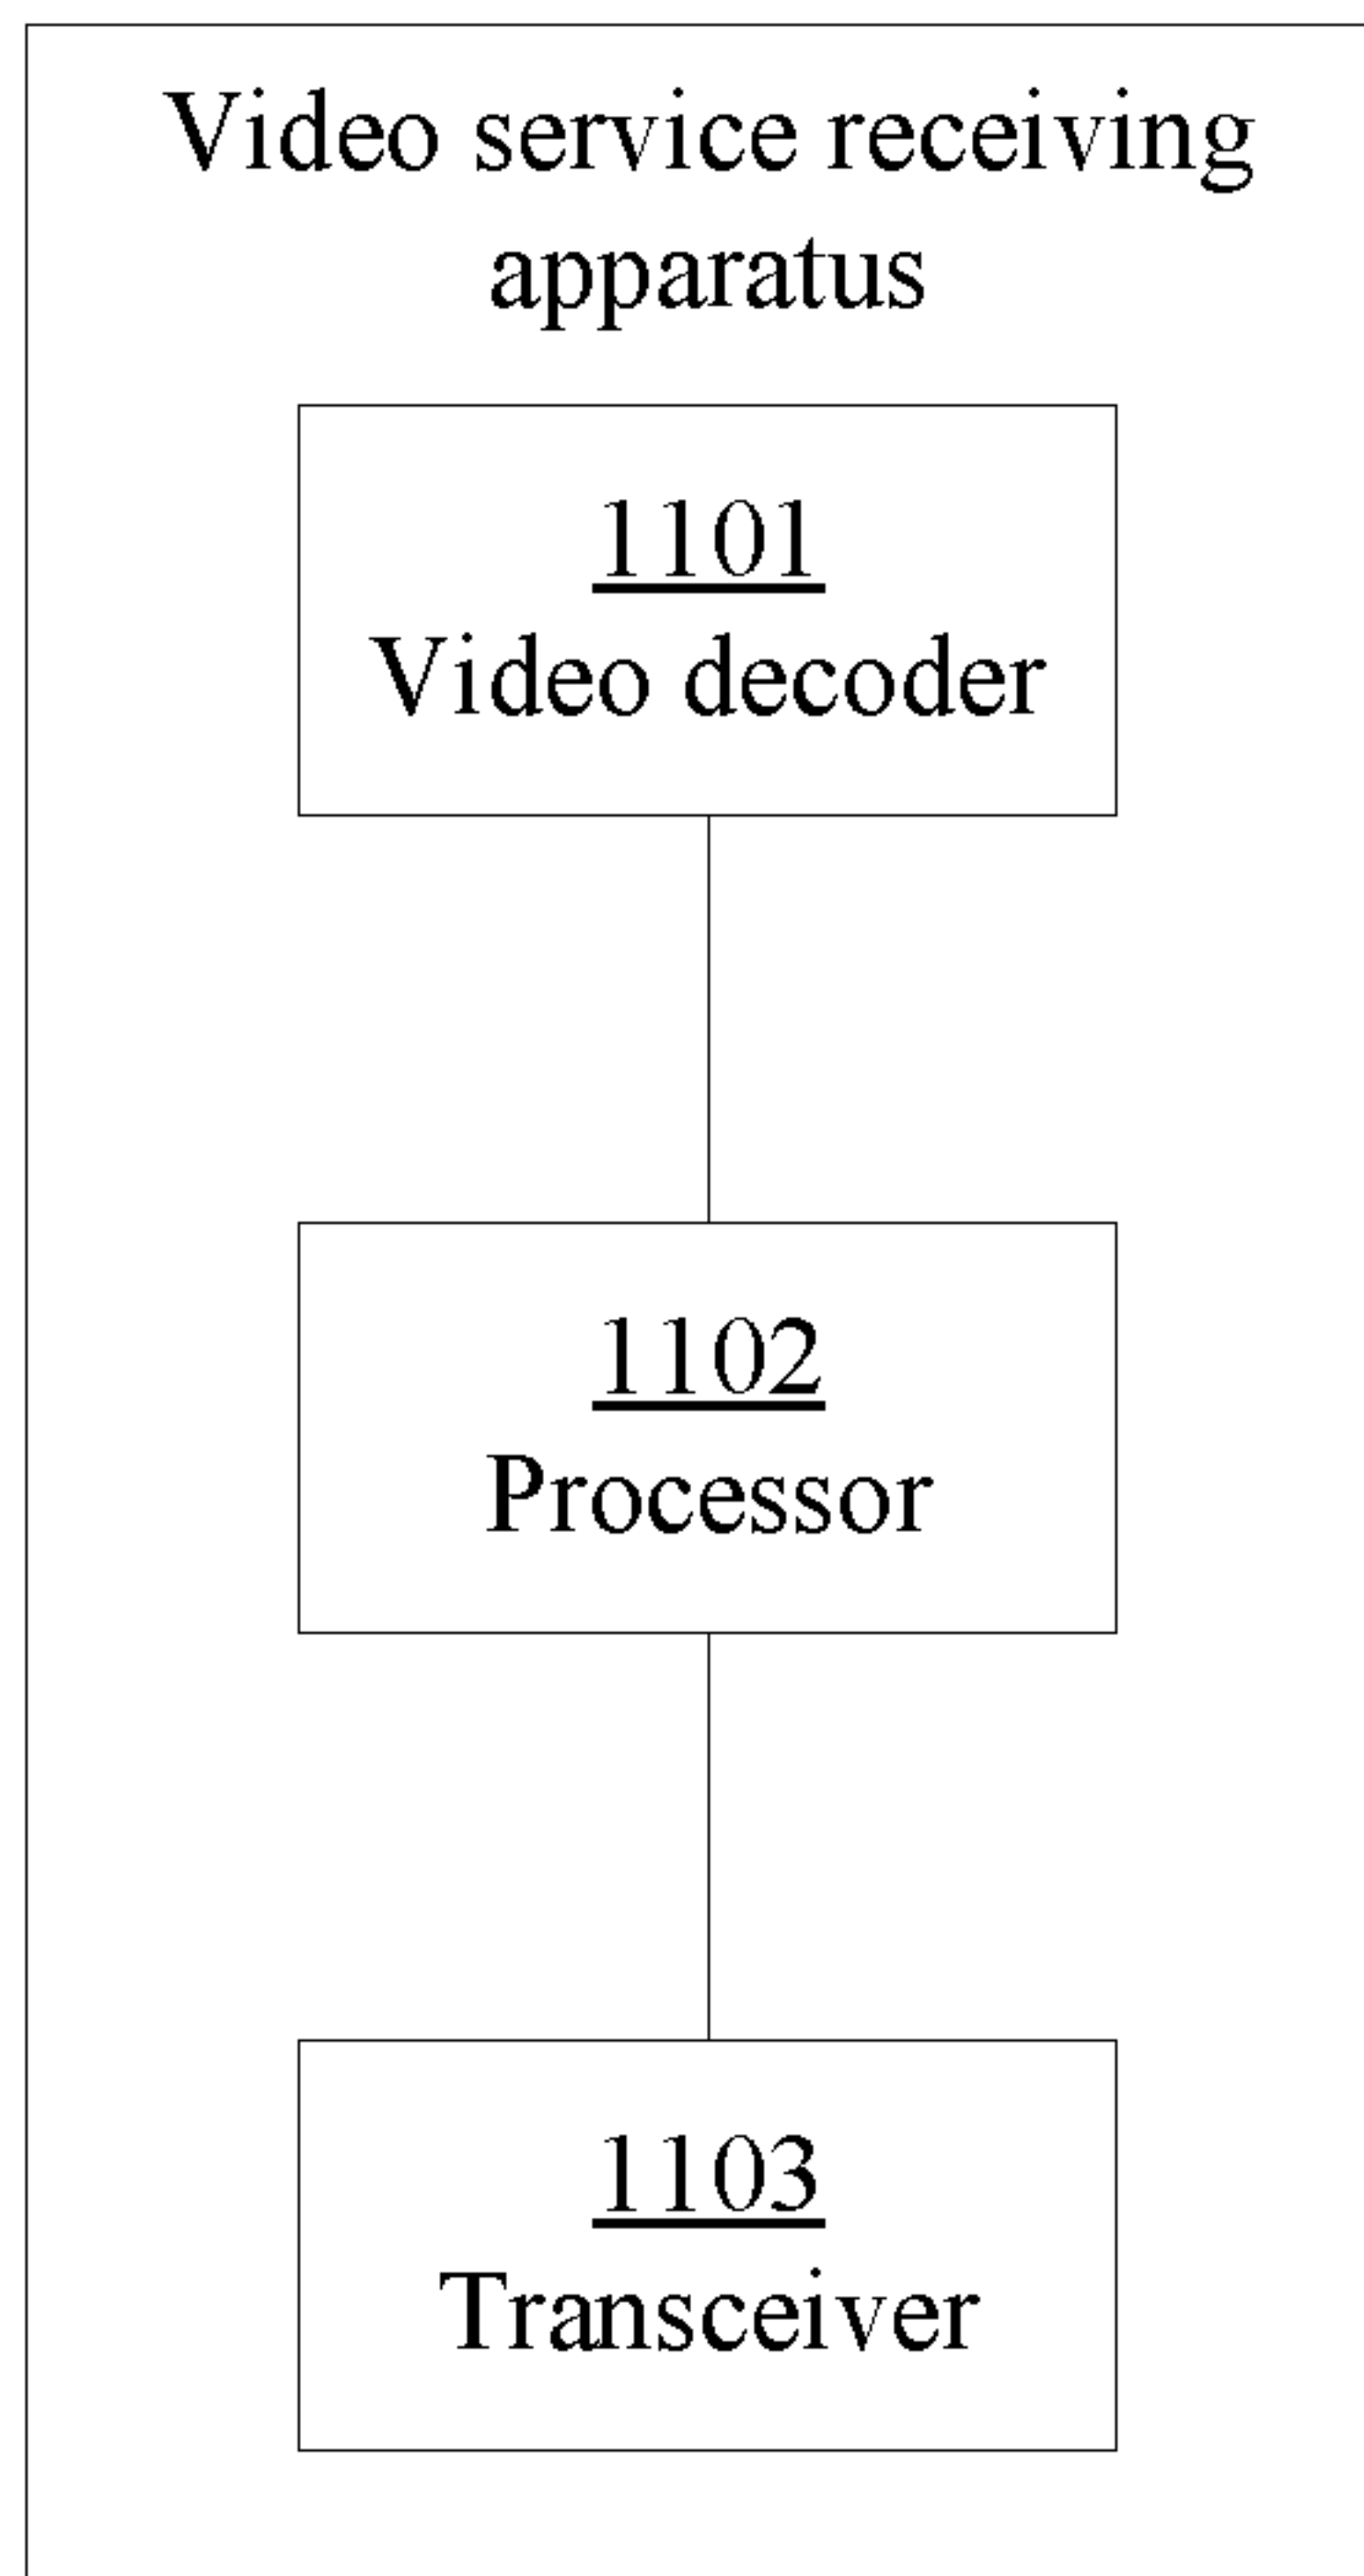 Video service receiving
apparatus
1101
Video decoder
1102
Processor
1103
Transceiver